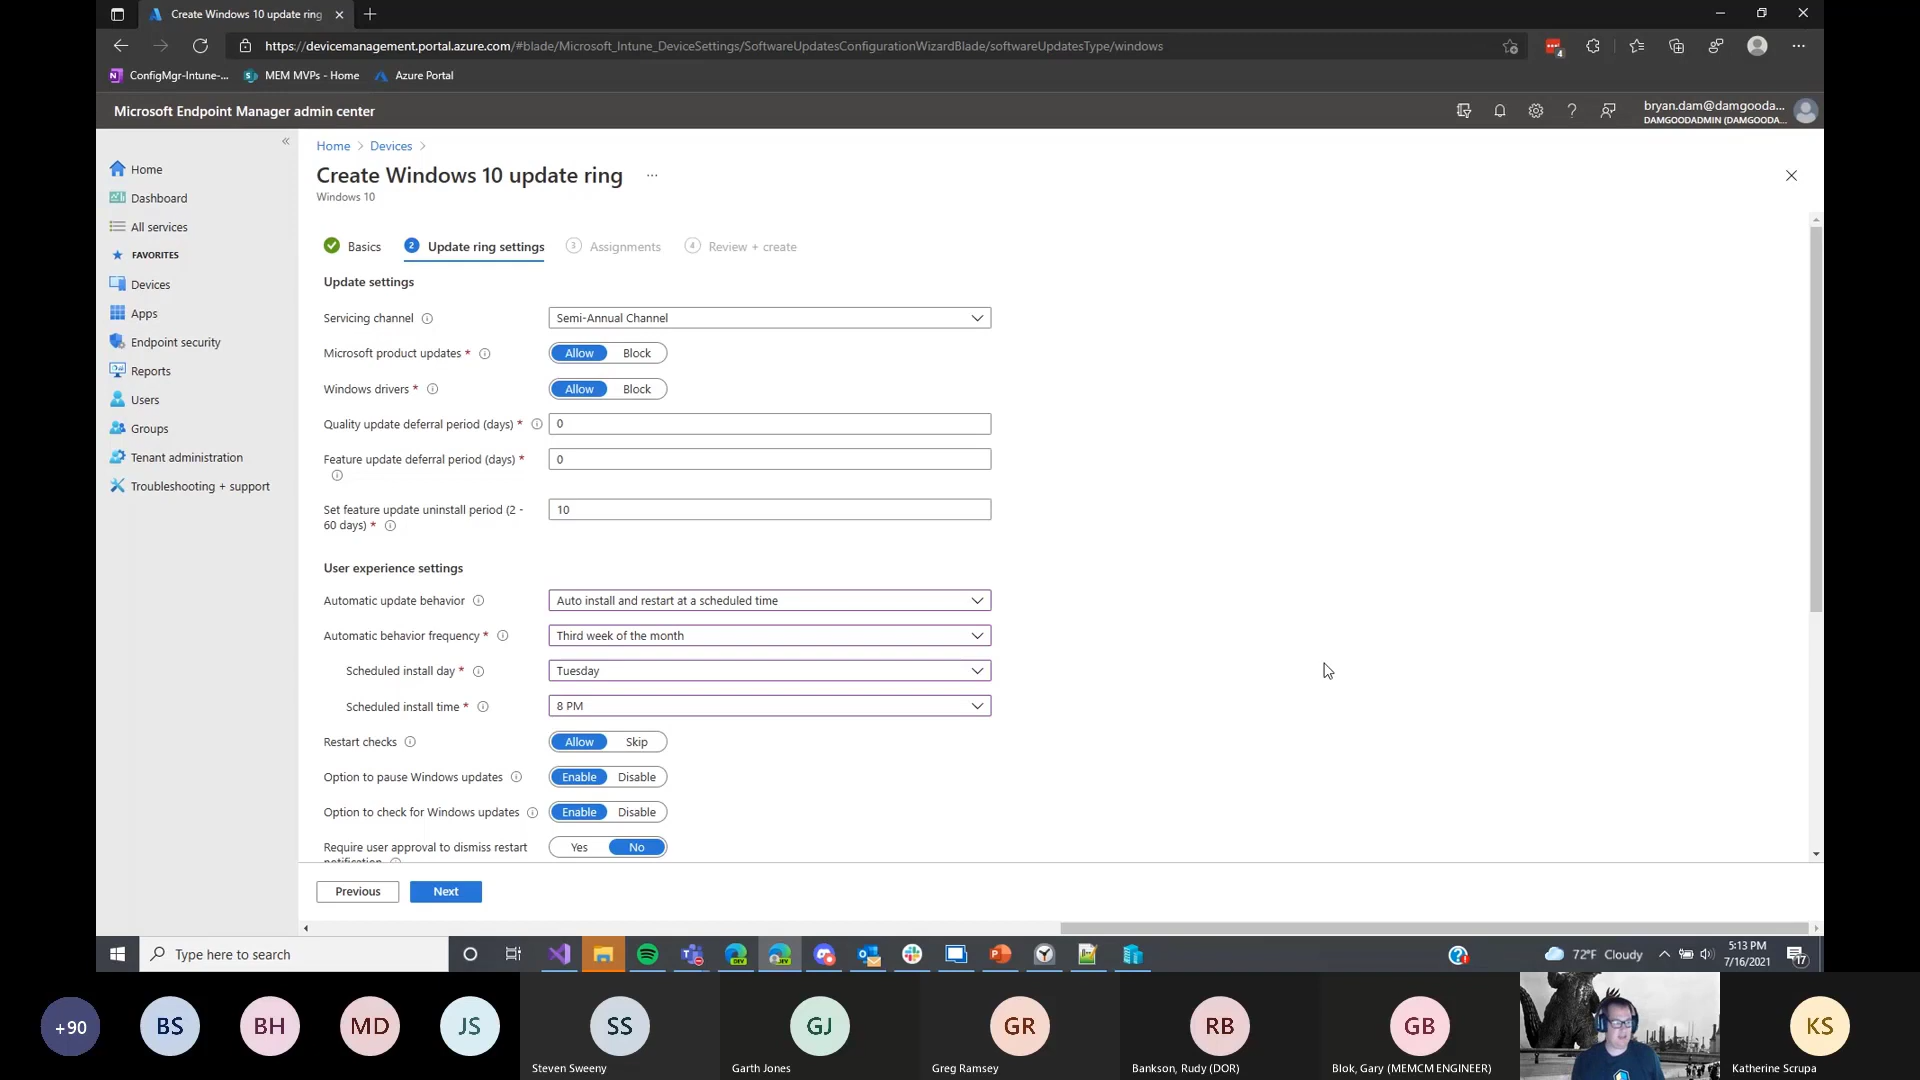 Create Windows 10 update ring
https://devicemanagement.portal.azure.com/#blade/Microsoft_Intune_DeviceSettings/SoftwareUpdatesConfigurationWizardBlade/softwareUpdatesType/windows
4
ConfigMgr-Intune-...
MEM MVPs - Home
Azure Portal
Microsoft Endpoint Manager admin center
bryan.dam@damgooda...
DAMGOODADMIN (DAMGOODA...
Home
Dashboard
All services
FAVORITES
Devices
Apps
Endpoint security
Reports
Users
Groups
Tenant administration
Troubleshooting + support
Home > Devices >
Create Windows 10 update ring ...
Windows 10
Basics
2 Update ring settings
3 Assignments
4 Review + create
Update settings
Servicing channel
Semi-Annual Channel
Microsoft product updates *
Allow Block
Windows drivers *
Allow Block
Quality update deferral period (days) *
0
Feature update deferral period (days) *
0
Set feature update uninstall period (2 -
60 days) *
10
User experience settings
Automatic update behavior
Auto install and restart at a scheduled time
Automatic behavior frequency *
Third week of the month
Scheduled install day *
Tuesday
Scheduled install time *
8 PM
Restart checks
Allow Skip
Option to pause Windows updates
Enable Disable
Option to check for Windows updates
Enable Disable
Require user approval to dismiss restart
notification
Yes No
Previous
Next
Type here to search
DEV
DEV
72°F Cloudy
5:13 PM
7/16/2021
17
+90
BS
BH
MD
JS
SS
Steven Sweeny
GJ
Garth Jones
GR
Greg Ramsey
RB
Bankson, Rudy (DOR)
GB
Blok, Gary (MEMCM ENGINEER)
KS
Katherine Scrupa